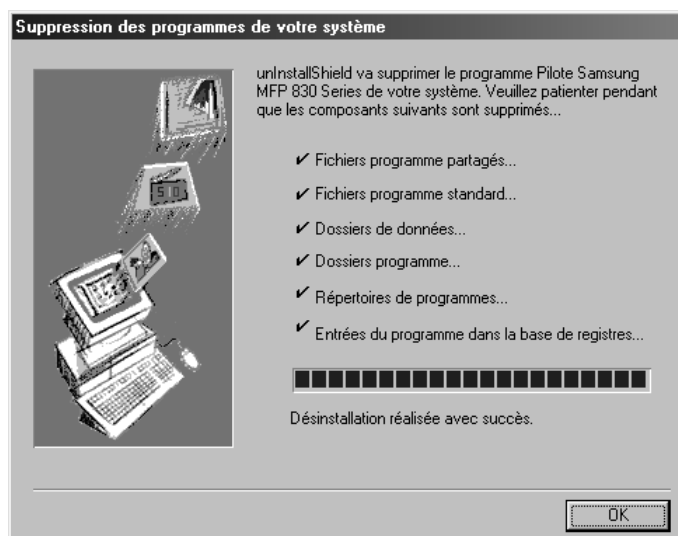 Suppression des programmes de votre système
unInstallShield va supprimer le programme Pilote Samsung
MFP 830 Series de votre système. Veuillez patienter pendant
que les composants suivants sont supprimés...
✔ Fichiers programme partagés...
✔ Fichiers programme standard...
✔ Dossiers de données...
✔ Dossiers programme...
✔ Répertoires de programmes...
✔ Entrées du programme dans la base de registres...
Désinstallation réalisée avec succès.
OK